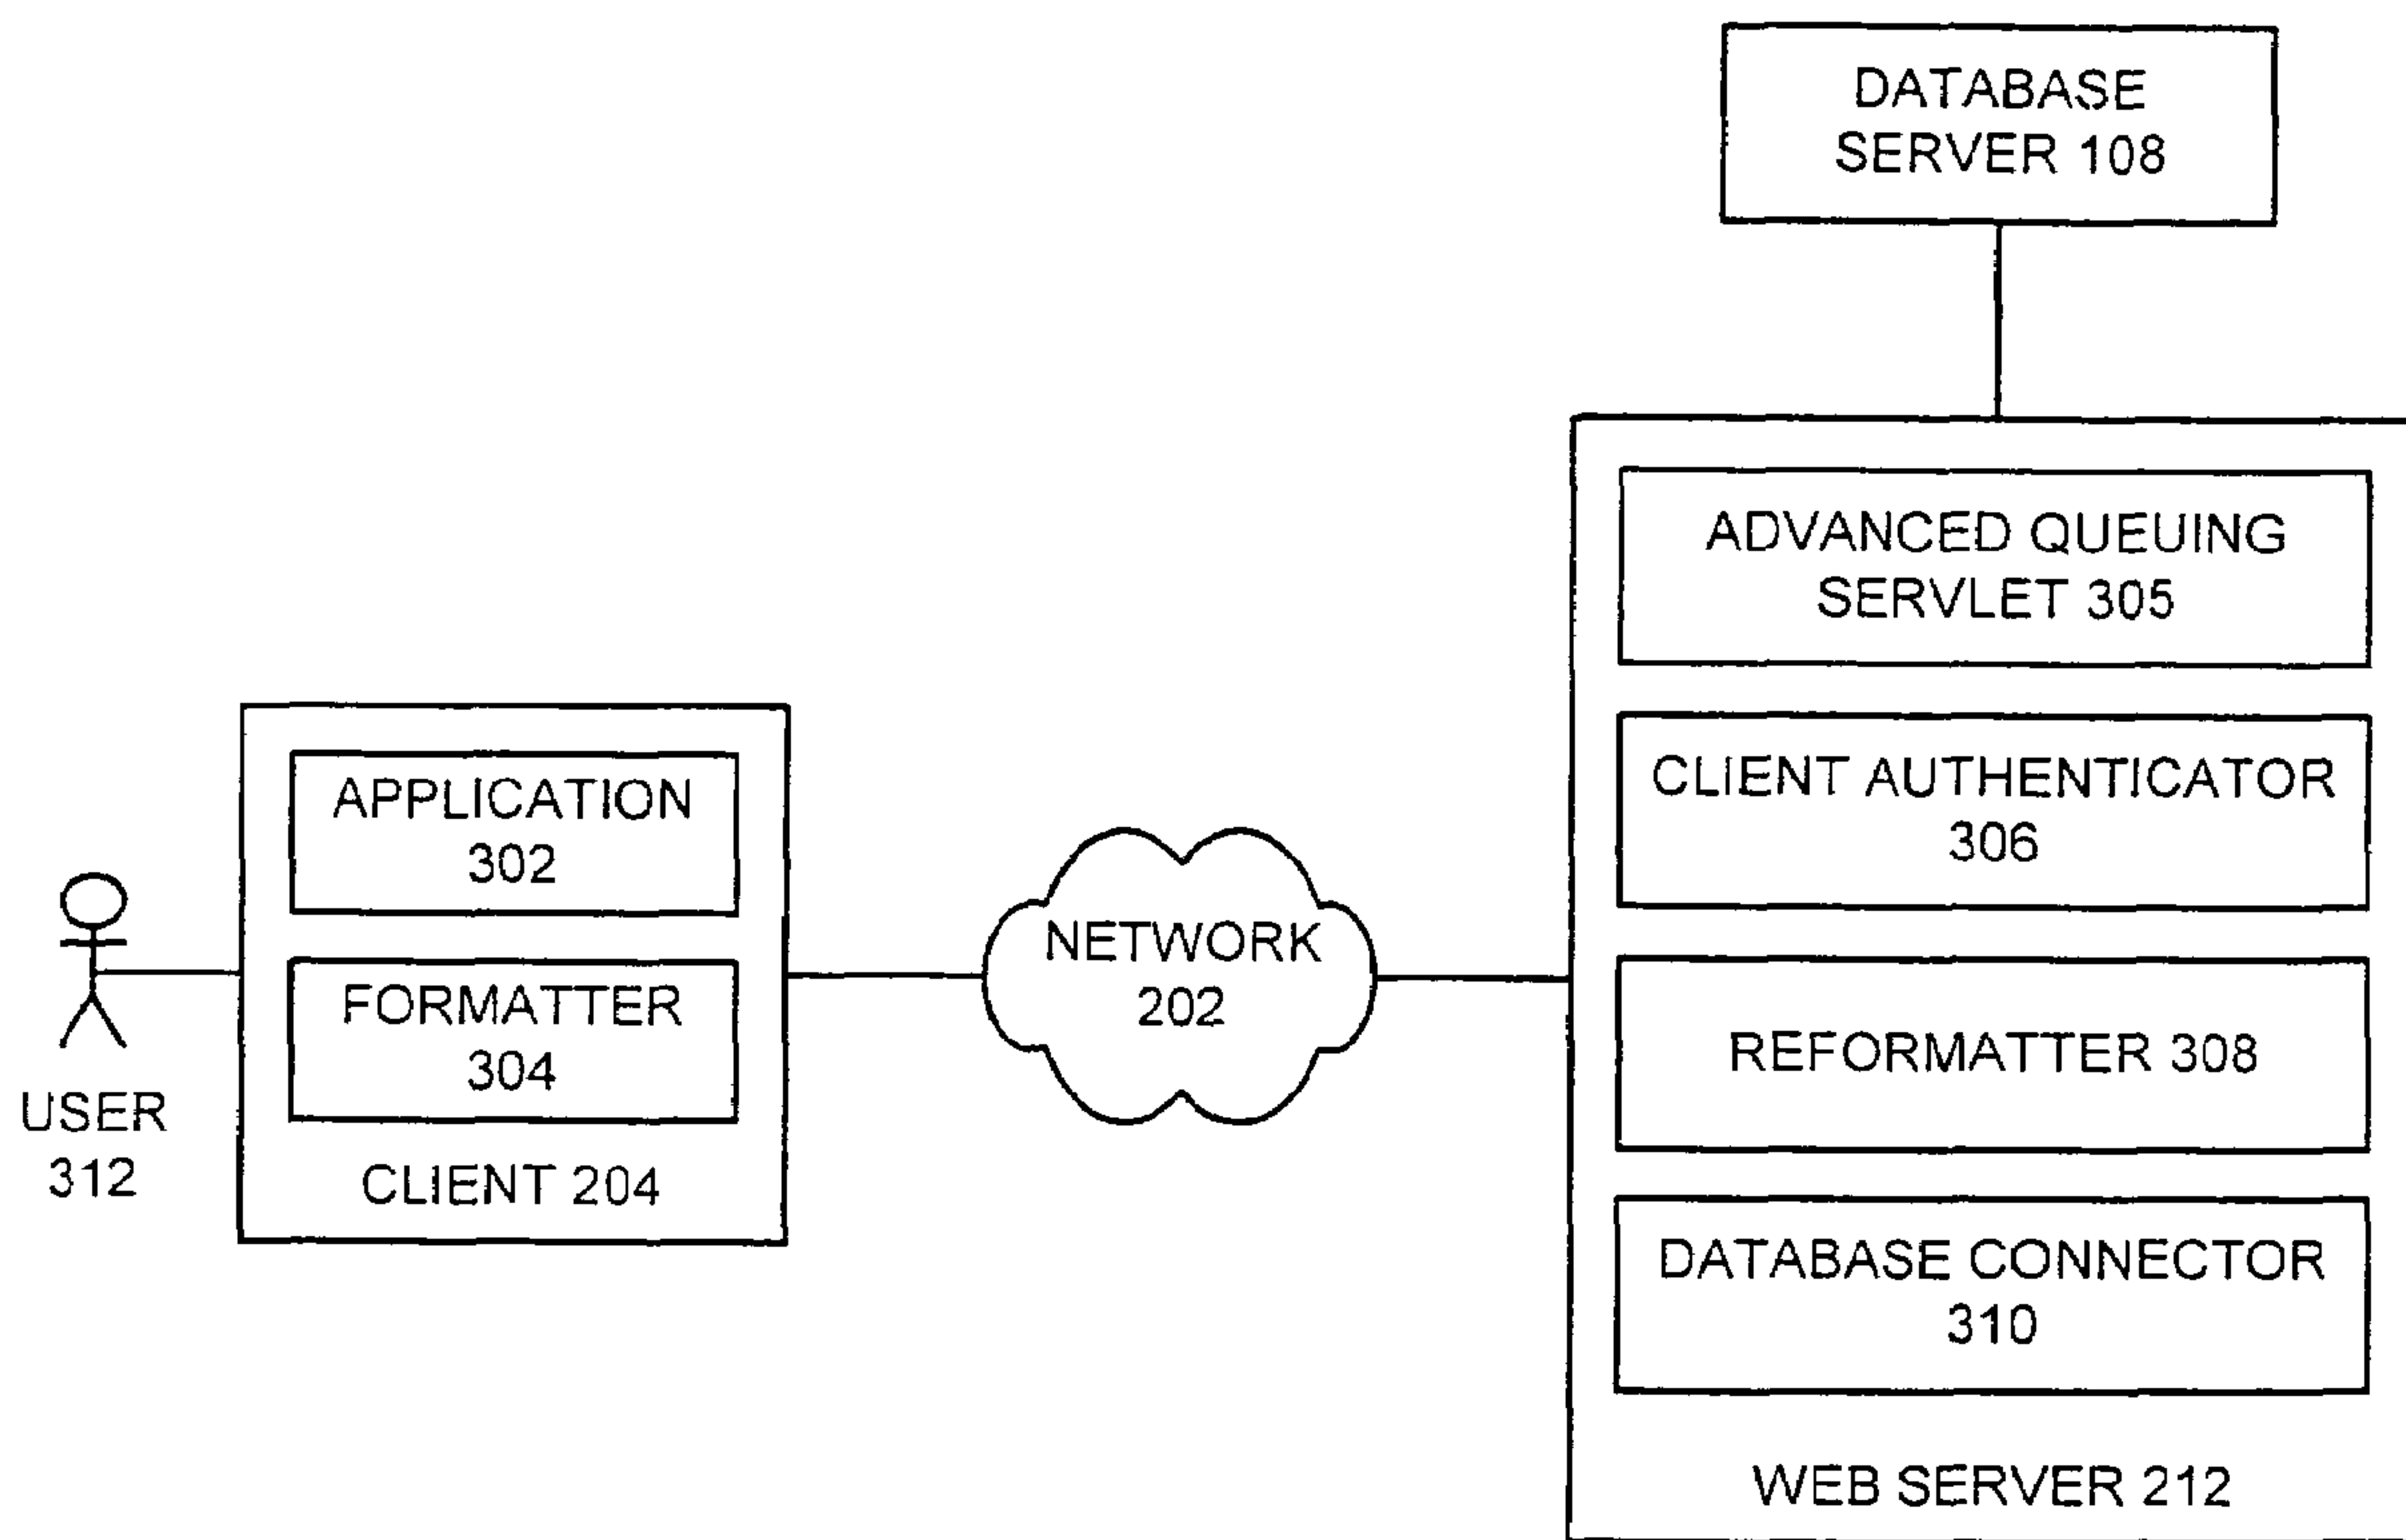 DATABASE
SERVER 108
ADVANCED QUEUING
SERVLET 305
CLIENT AUTHENTICATOR
306
REFORMATTER 308
DATABASE CONNECTOR
310
WEB SERVER 212
NETWORK
202
APPLICATION
302
FORMATTER
304
CLIENT 204
USER
312